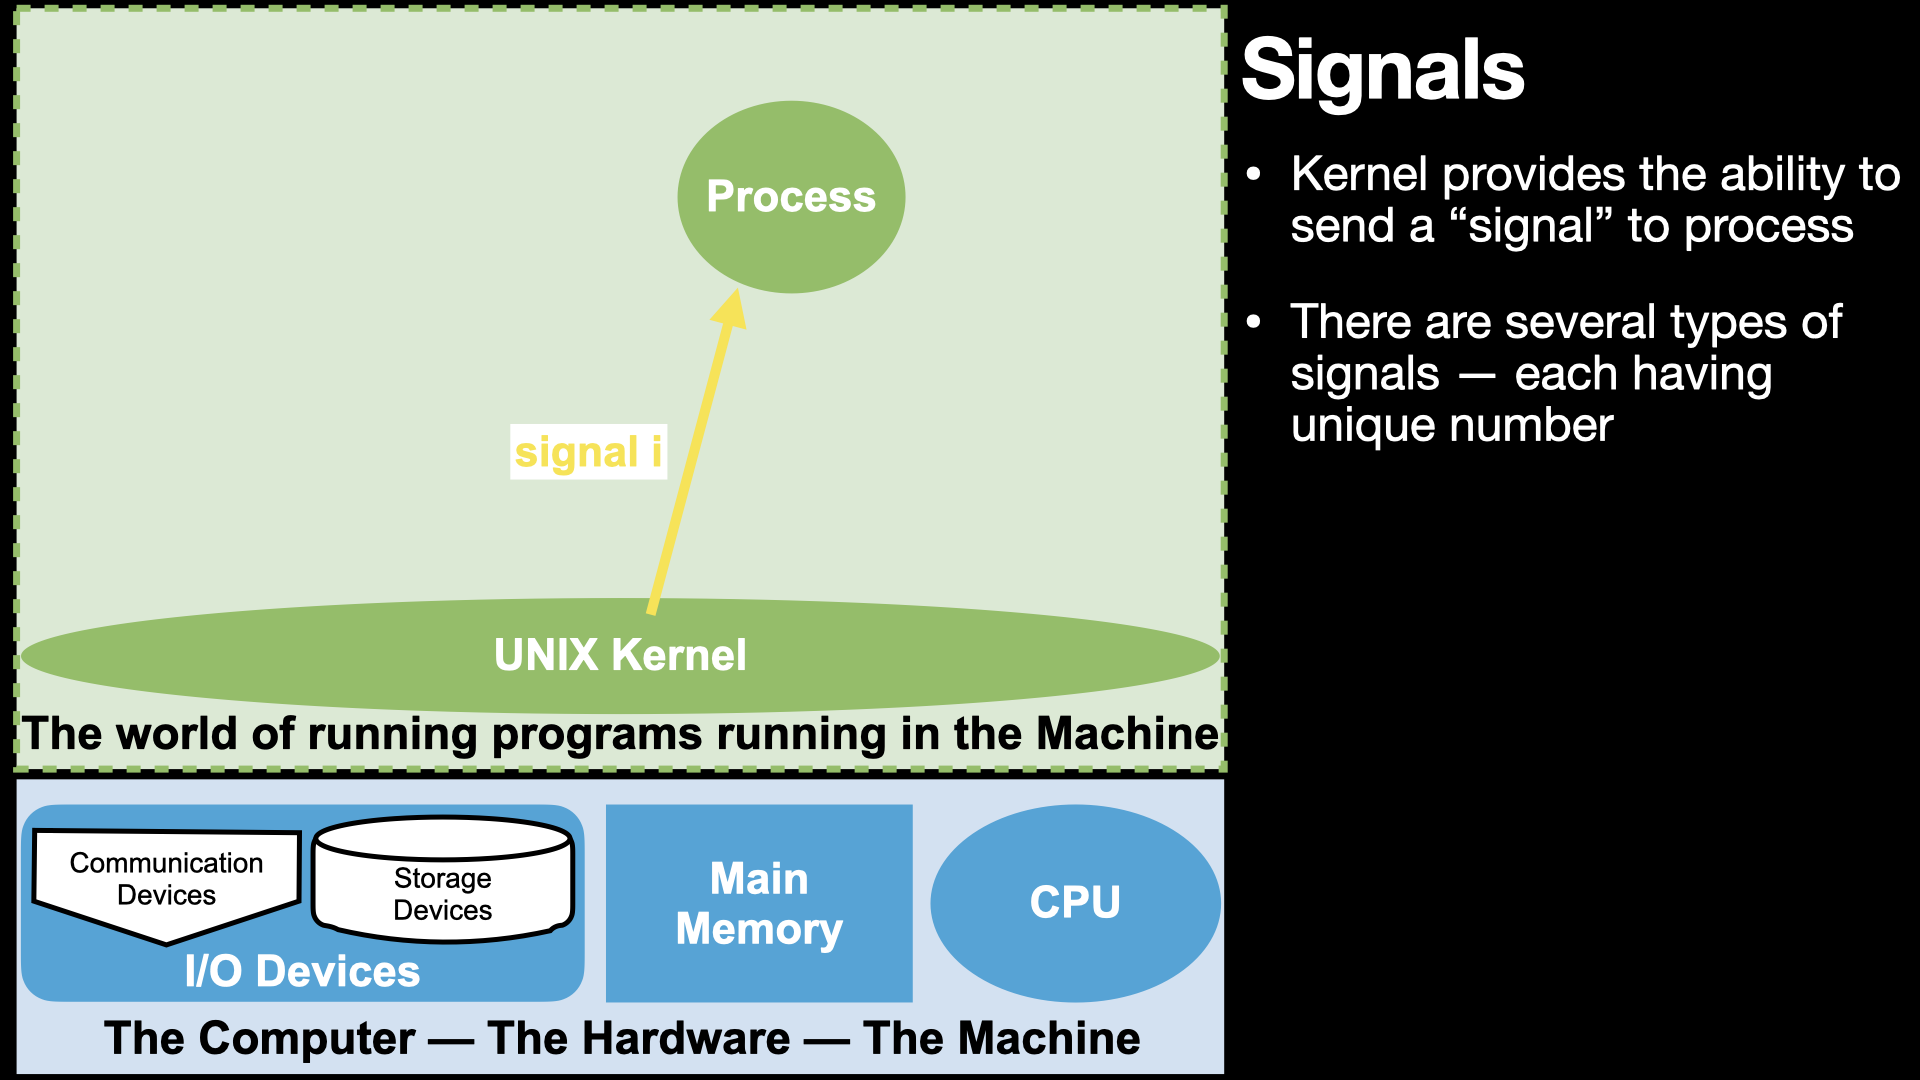 Signals
• Kernel provides the ability to
send a “signal” to process
• There are several types of
signals — each having
unique number
Process
signal i
UNIX Kernel
The world of running programs running in the Machine
Communication
Devices
Storage
Devices
I/O Devices
Main
Memory
CPU
The Computer — The Hardware — The Machine